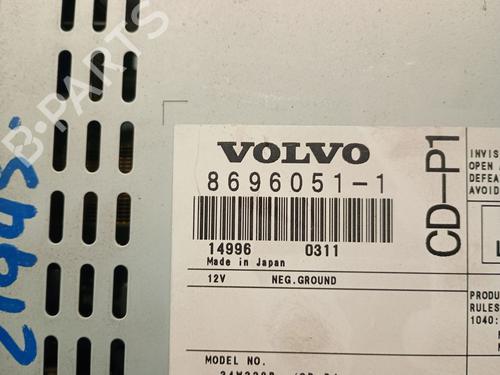 B-PARTS
VOLVO
8696051-1
CD-P1
14996 0311
Made in Japan
12V NEG.GROUND
MODEL NO.
INVIS
OPEN
DEFEA
AVOID
L
PRODU
RULES
1040: